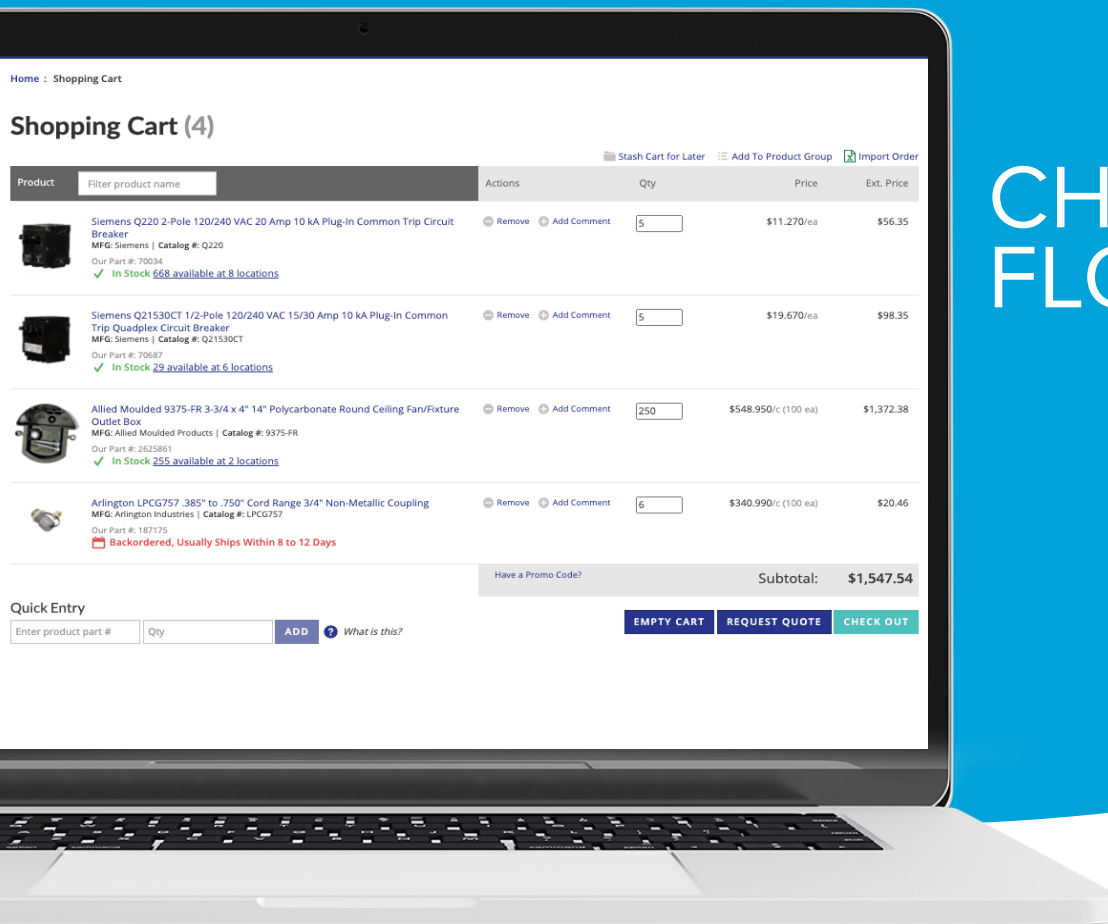 Home : Shopping Cart
Shopping Cart (4)
Stash Cart for Later Add To Product Group Import Order
Product Filter product name Actions Qty Price Ext. Price
Siemens Q220 2-Pole 120/240 VAC 20 Amp 10 kA Plug-In Common Trip Circuit
Breaker
MFG: Siemens | Catalog #: Q220
Our Part #: 70034
In Stock 668 available at 8 locations
Remove Add Comment 5 $11.270/ea $56.35
Siemens Q21530CT 1/2-Pole 120/240 VAC 15/30 Amp 10 kA Plug-In Common
Trip Quadplex Circuit Breaker
MFG: Siemens | Catalog #: Q21530CT
Our Part #: 70687
In Stock 29 available at 6 locations
Remove Add Comment 5 $19.670/ea $98.35
Allied Moulded 9375-FR 3-3/4 x 4" 14" Polycarbonate Round Ceiling Fan/Fixture
Outlet Box
MFG: Allied Moulded Products | Catalog #: 9375-FR
Our Part #: 2625861
In Stock 255 available at 2 locations
Remove Add Comment 250 $548.950/c (100 ea) $1,372.38
Arlington LPCG757 .385" to .750" Cord Range 3/4" Non-Metallic Coupling
MFG: Arlington Industries | Catalog #: LPCG757
Our Part #: 187175
Backordered, Usually Ships Within 8 to 12 Days
Remove Add Comment 6 $340.990/c (100 ea) $20.46
Have a Promo Code? Subtotal: $1,547.54
Quick Entry
Enter product part # Qty ADD ? What is this?
EMPTY CART REQUEST QUOTE CHECK OUT
CH
FLO